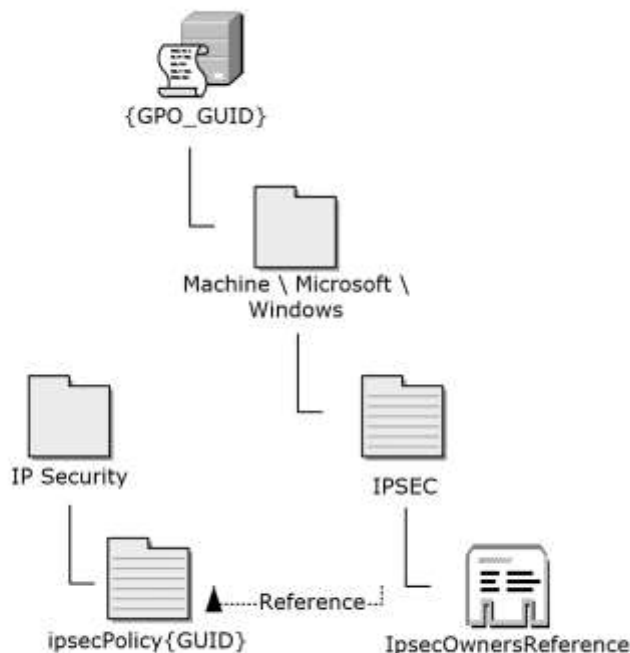 {GPO_GUID}
Machine \ Microsoft \
Windows
IP Security
IPSEC
Reference
ipsecPolicy{GUID}
IpsecOwnersReference